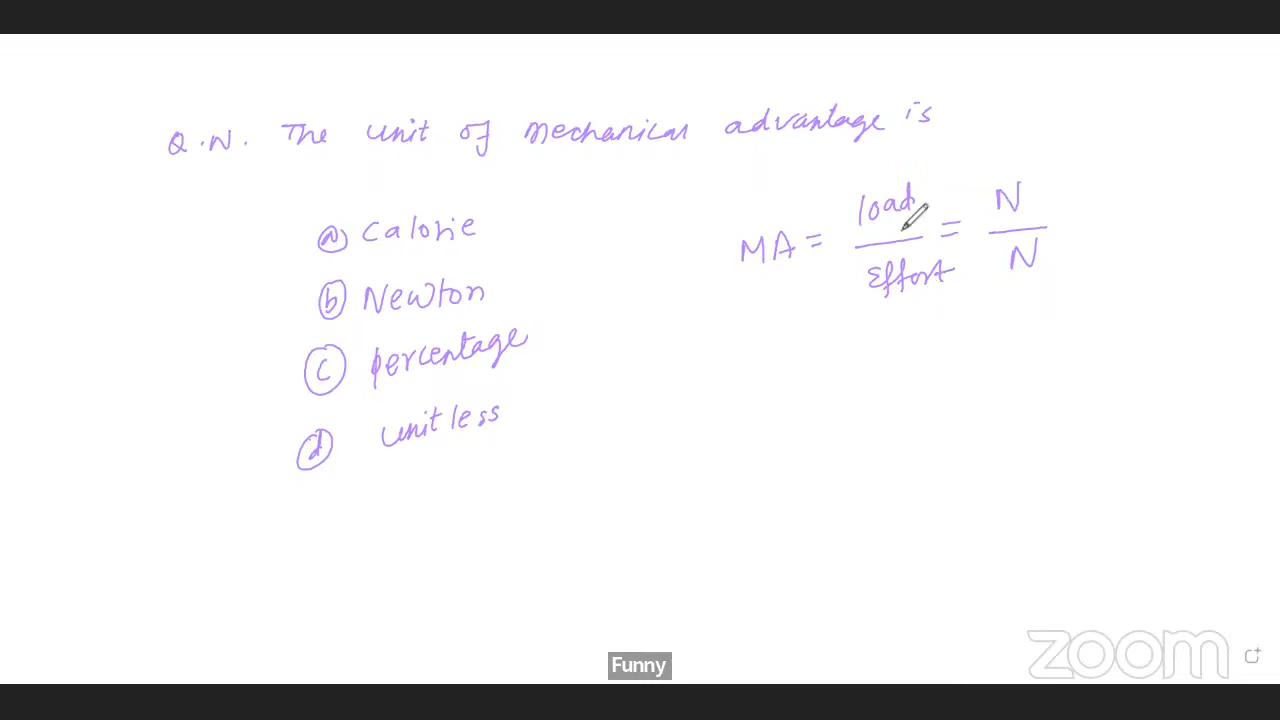 Q.N. The unit of mechanical advantage is
(a) Calorie
(b) Newton
(c) percentage
(d) unitless
MA = load / Effort = N / N
Funny
zoom